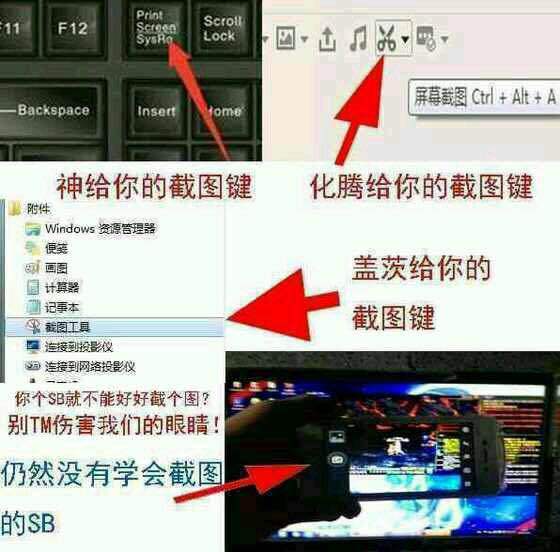 F11
F12
Print
Screen
SysRq
Scroll
Lock
Backspace
Insert
Home
屏幕截图 Ctrl + Alt + A
神给你的截图键
化腾给你的截图键
附件
Windows 资源管理器
便笺
画图
计算器
记事本
截图工具
连接到投影仪
连接到网络投影仪
盖茨给你的
截图键
你个SB就不能好好截个图?
别TM伤害我们的眼睛!
仍然没有学会截图
的SB